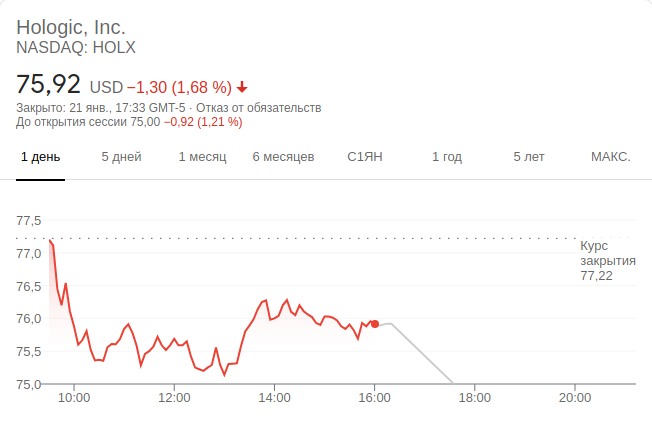 Hologic, Inc.
NASDAQ: HOLX
75,92 USD −1,30 (1,68 %)
Закрыто: 21 янв., 17:33 GMT-5 · Отказ от обязательств
До открытия сессии 75,00 −0,92 (1,21 %)
1 день 5 дней 1 месяц 6 месяцев С1ЯН 1 год 5 лет МАКС.
77,5
77,0
76,5
76,0
75,5
75,0
Курс
закрытия
77,22
10:00 12:00 14:00 16:00 18:00 20:00